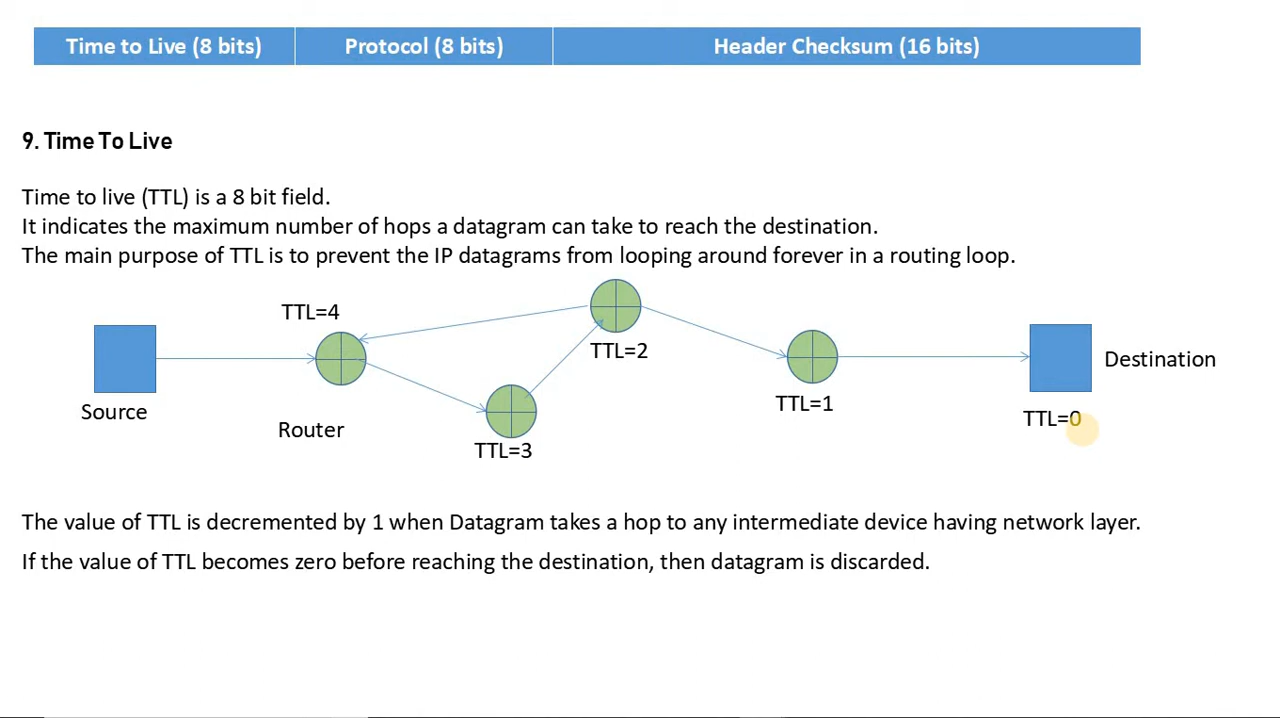 Time to Live (8 bits) Protocol (8 bits) Header Checksum (16 bits)
9. Time To Live
Time to live (TTL) is a 8 bit field.
It indicates the maximum number of hops a datagram can take to reach the destination.
The main purpose of TTL is to prevent the IP datagrams from looping around forever in a routing loop.
TTL=4
TTL=2
Destination
TTL=1
Source
TTL=0
Router
TTL=3
The value of TTL is decremented by 1 when Datagram takes a hop to any intermediate device having network layer.
If the value of TTL becomes zero before reaching the destination, then datagram is discarded.